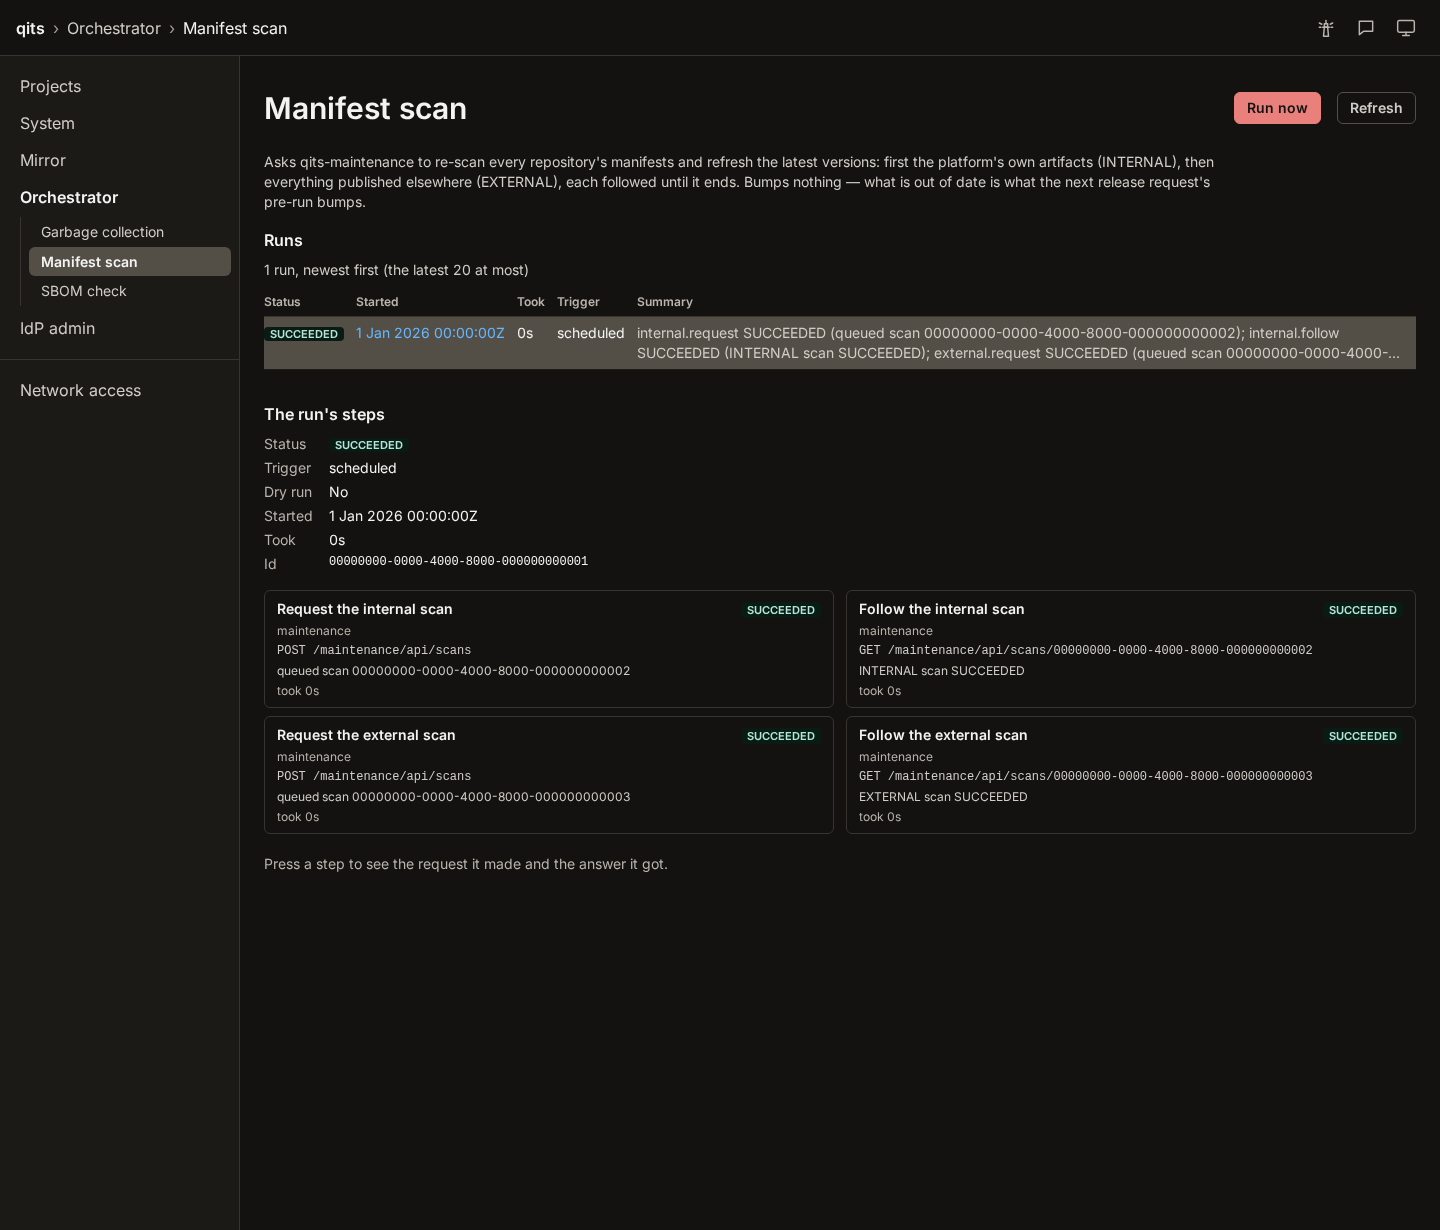 qits › Orchestrator › Manifest scan
Projects
System
Mirror
Orchestrator
Garbage collection
Manifest scan
SBOM check
IdP admin
Network access
Manifest scan
Run now
Refresh
Asks qits-maintenance to re-scan every repository's manifests and refresh the latest versions: first the platform's own artifacts (INTERNAL), then
everything published elsewhere (EXTERNAL), each followed until it ends. Bumps nothing — what is out of date is what the next release request's
pre-run bumps.
Runs
1 run, newest first (the latest 20 at most)
Status Started Took Trigger Summary
SUCCEEDED 1 Jan 2026 00:00:00Z 0s scheduled internal.request SUCCEEDED (queued scan 00000000-0000-4000-8000-000000000002); internal.follow
SUCCEEDED (INTERNAL scan SUCCEEDED); external.request SUCCEEDED (queued scan 00000000-0000-4000-...
The run's steps
Status SUCCEEDED
Trigger scheduled
Dry run No
Started 1 Jan 2026 00:00:00Z
Took 0s
Id 00000000-0000-4000-8000-000000000001
Request the internal scan SUCCEEDED
maintenance
POST /maintenance/api/scans
queued scan 00000000-0000-4000-8000-000000000002
took 0s
Follow the internal scan SUCCEEDED
maintenance
GET /maintenance/api/scans/00000000-0000-4000-8000-000000000002
INTERNAL scan SUCCEEDED
took 0s
Request the external scan SUCCEEDED
maintenance
POST /maintenance/api/scans
queued scan 00000000-0000-4000-8000-000000000003
took 0s
Follow the external scan SUCCEEDED
maintenance
GET /maintenance/api/scans/00000000-0000-4000-8000-000000000003
EXTERNAL scan SUCCEEDED
took 0s
Press a step to see the request it made and the answer it got.